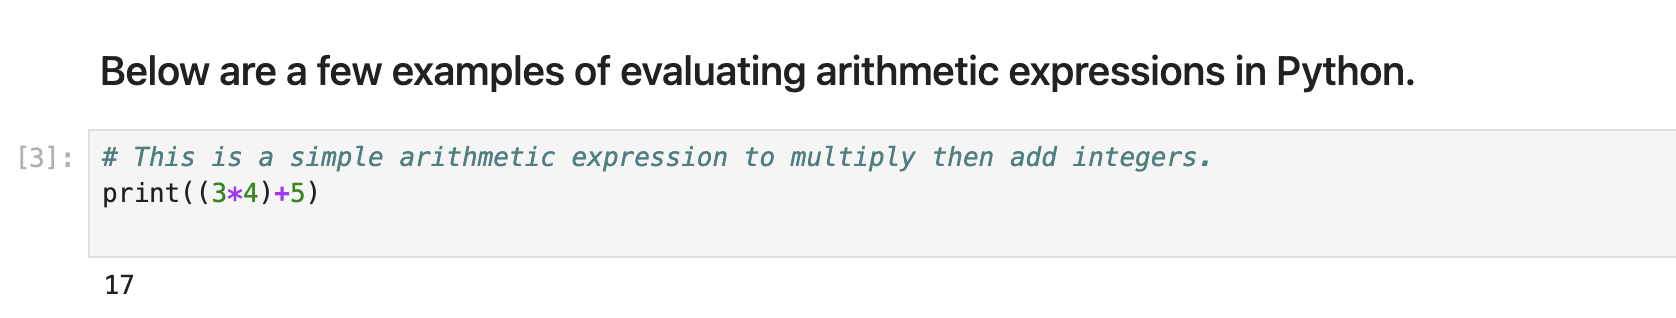 Below are a few examples of evaluating arithmetic expressions in Python.
[3]:
# This is a simple arithmetic expression to multiply then add integers.
print((3*4)+5)
17